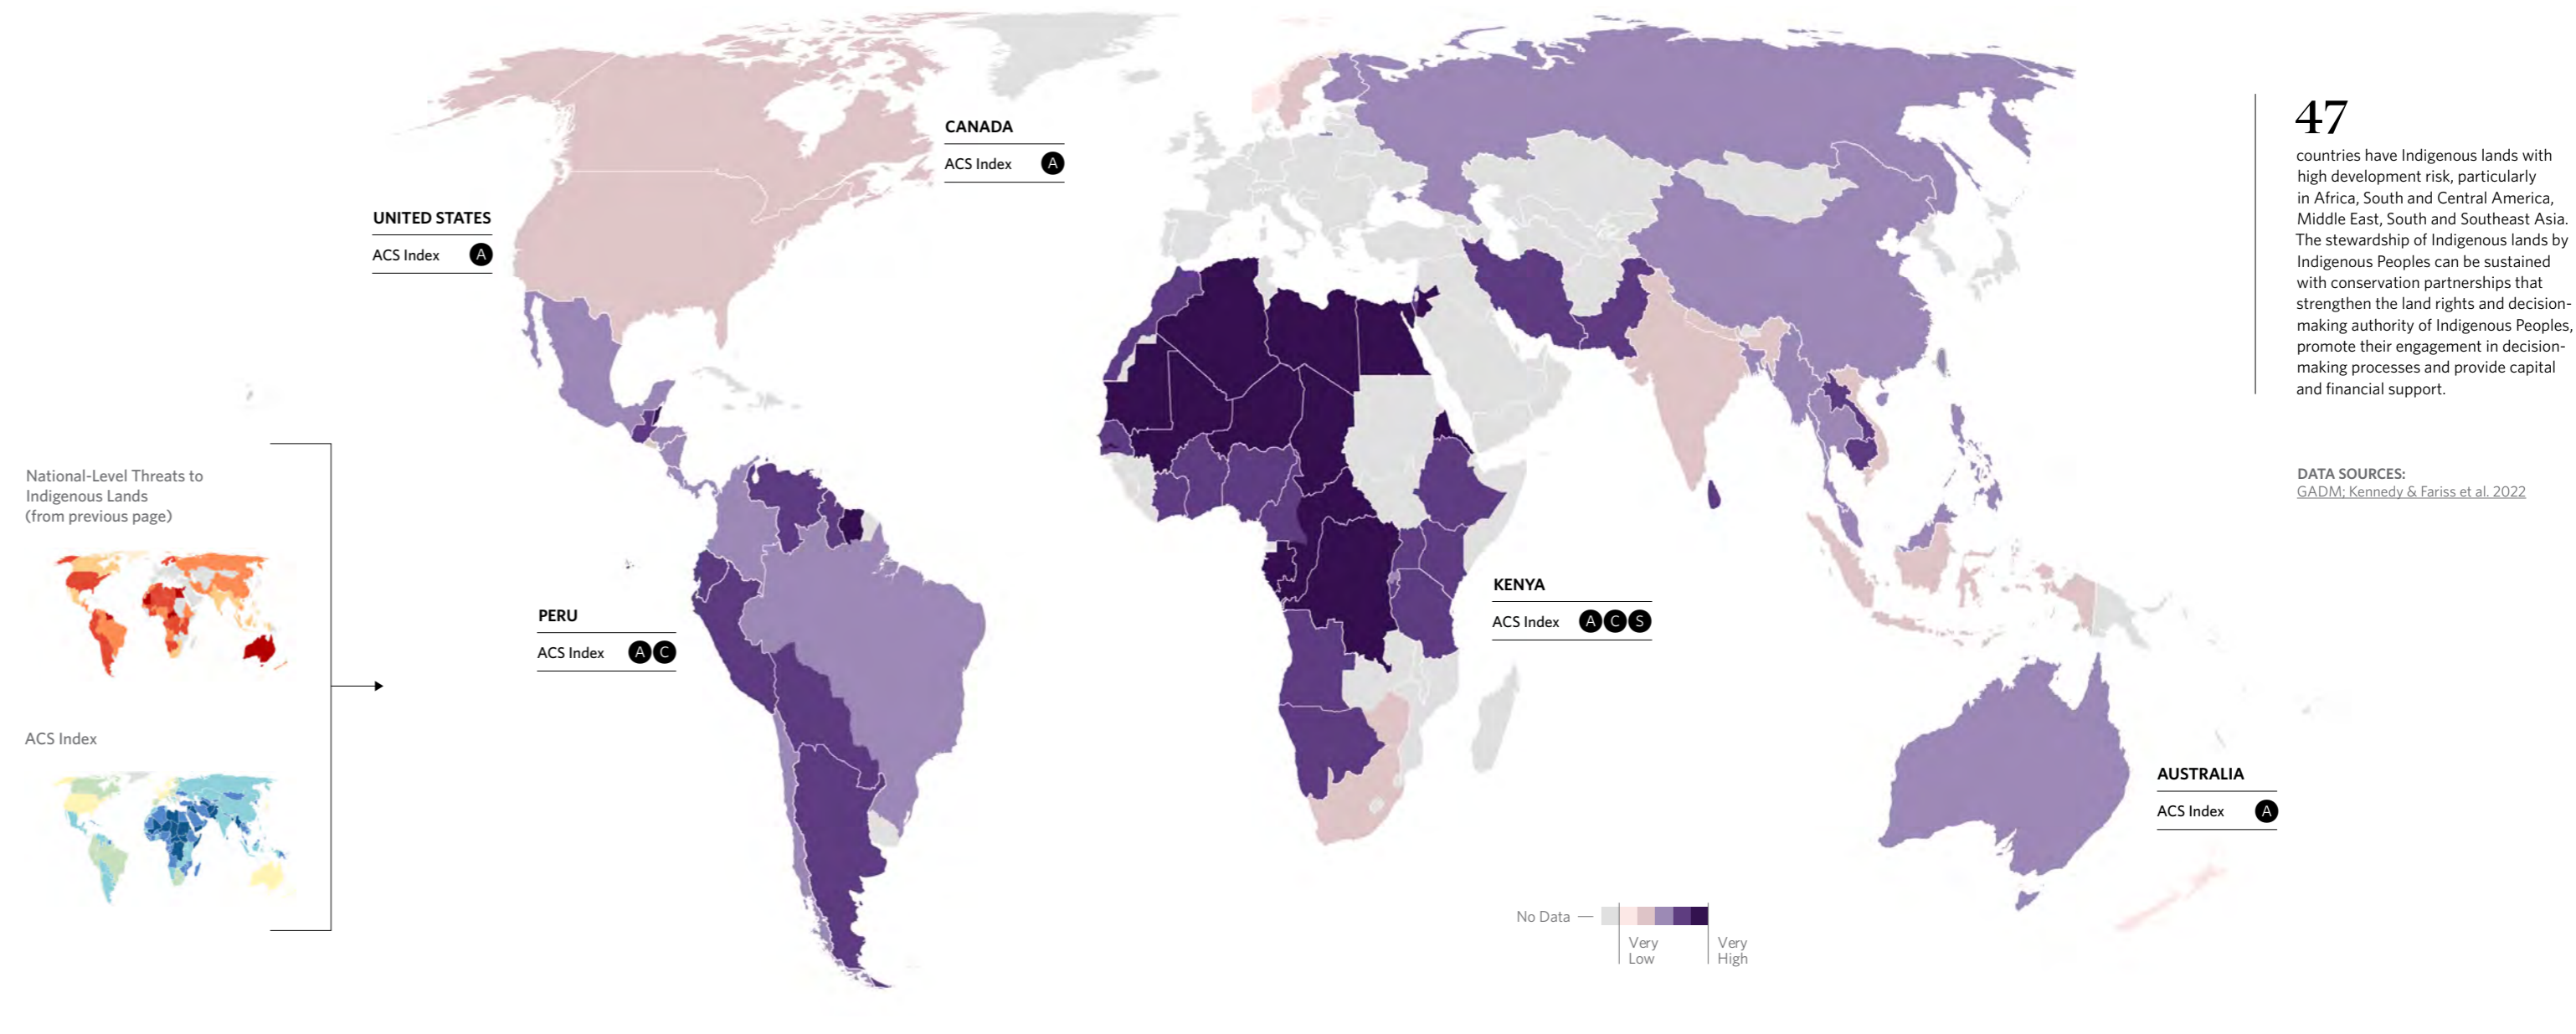 CANADA
ACS Index A
UNITED STATES
ACS Index A
47
countries have Indigenous lands with
high development risk, particularly
in Africa, South and Central America,
Middle East, South and Southeast Asia.
The stewardship of Indigenous lands by
Indigenous Peoples can be sustained
with conservation partnerships that
strengthen the land rights and decision-
making authority of Indigenous Peoples,
promote their engagement in decision-
making processes and provide capital
and financial support.
DATA SOURCES:
GADM; Kennedy & Fariss et al. 2022
National-Level Threats to
Indigenous Lands
(from previous page)
ACS Index
PERU
ACS Index A C
KENYA
ACS Index A C S
AUSTRALIA
ACS Index A
No Data
Very
Low
Very
High